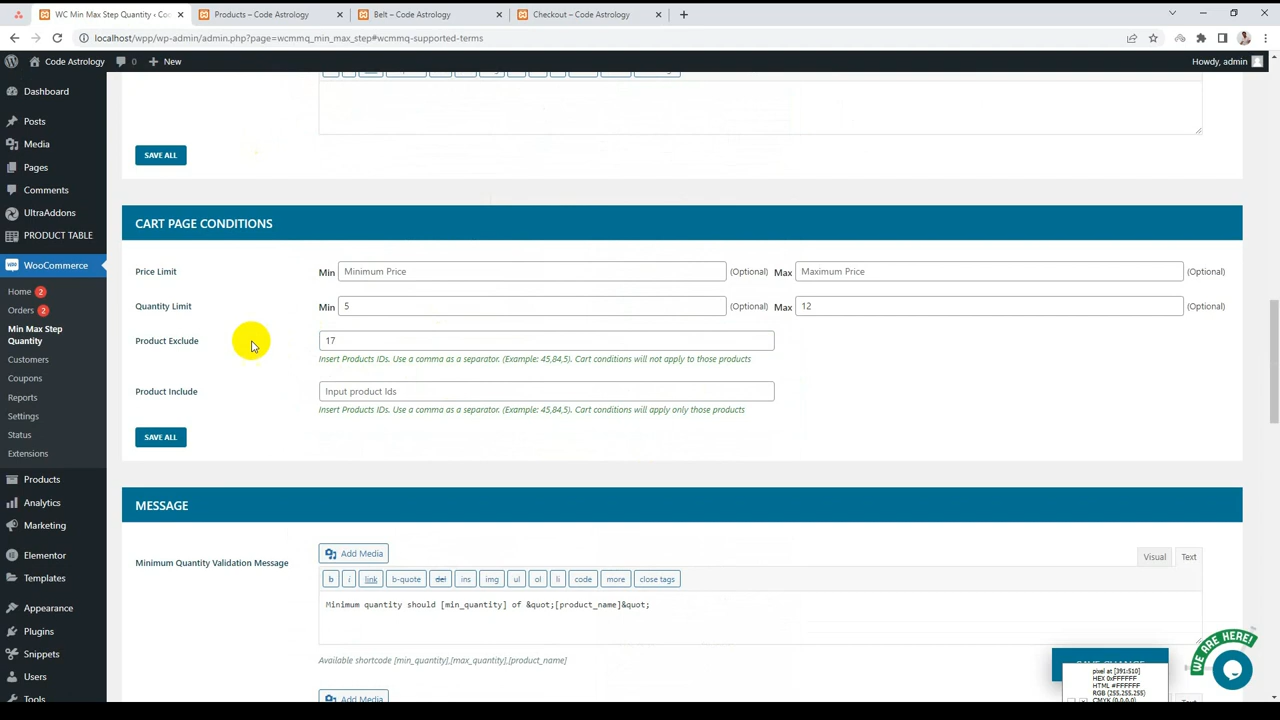 WC Min Max Step Quantity ‹ Co
Products – Code Astrology
Belt – Code Astrology
Checkout – Code Astrology
localhost/wpp/wp-admin/admin.php?page=wcmmq_min_max_step#wcmmq-supported-terms
Code Astrology
0
New
Howdy, admin
Dashboard
Posts
Media
Pages
Comments
UltraAddons
PRODUCT TABLE
WooCommerce
Home 2
Orders 2
Min Max Step
Quantity
Customers
Coupons
Reports
Settings
Status
Extensions
Products
Analytics
Marketing
Elementor
Templates
Appearance
Plugins
Snippets
Users
Tools
SAVE ALL
CART PAGE CONDITIONS
Price Limit
Min Minimum Price (Optional) Max Maximum Price (Optional)
Quantity Limit
Min 5 (Optional) Max 12 (Optional)
Product Exclude
17
Insert Products IDs. Use a comma as a separator. (Example: 45,84,5). Cart conditions will not apply to those products
Product Include
Input product Ids
Insert Products IDs. Use a comma as a separator. (Example: 45,84,5). Cart conditions will apply only those products
SAVE ALL
MESSAGE
Minimum Quantity Validation Message
Add Media
Visual Text
b i link b-quote del ins img ul ol li code more close tags
Minimum quantity should [min_quantity] of &quot;[product_name]&quot;
Available shortcode [min_quantity],[max_quantity],[product_name]
Add Media
WE ARE HERE!
pixel at [391:510]
HEX 0xFFFFFF
HTML #FFFFFF
RGB (255,255,255)
CMYK (0,0,0,0)